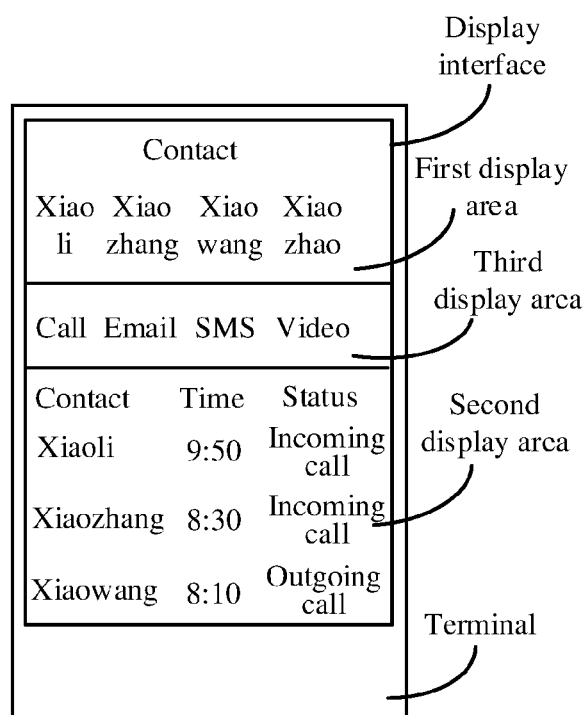 Display
interface
Contact
First display
area
Xiao Xiao Xiao Xiao
li zhang wang zhao
Third
display area
Call Email SMS Video
Contact Time Status
Second
display area
Xiaoli 9:50 Incoming
call
Xiaozhang 8:30 Incoming
call
Xiaowang 8:10 Outgoing
call
Terminal